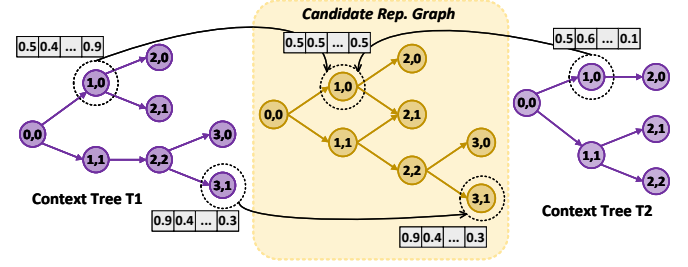 Candidate Rep. Graph
0.5 0.4 ... 0.9
0.5 0.5 ... 0.5
0.5 0.6 ... 0.1
2,0
1,0
2,1
0,0
1,1
2,2
3,0
3,1
Context Tree T1
0.9 0.4 ... 0.3
2,0
1,0
0,0
2,1
1,1
3,0
2,2
3,1
0.9 0.4 ... 0.3
1,0
2,0
0,0
2,1
1,1
2,2
Context Tree T2